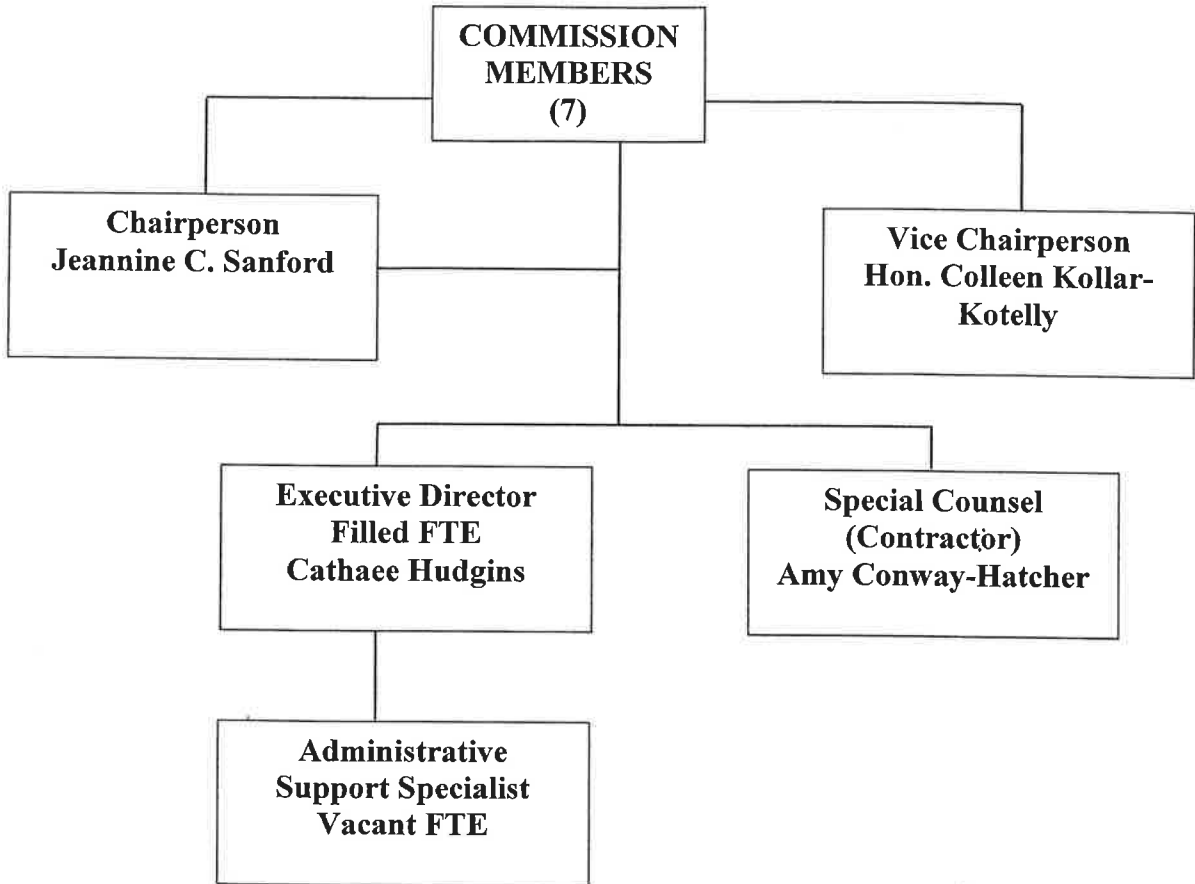 COMMISSION
MEMBERS
(7)
Chairperson
Jeannine C. Sanford
Vice Chairperson
Hon. Colleen Kollar-
Kotelly
Executive Director
Filled FTE
Cathaee Hudgins
Special Counsel
(Contractor)
Amy Conway-Hatcher
Administrative
Support Specialist
Vacant FTE